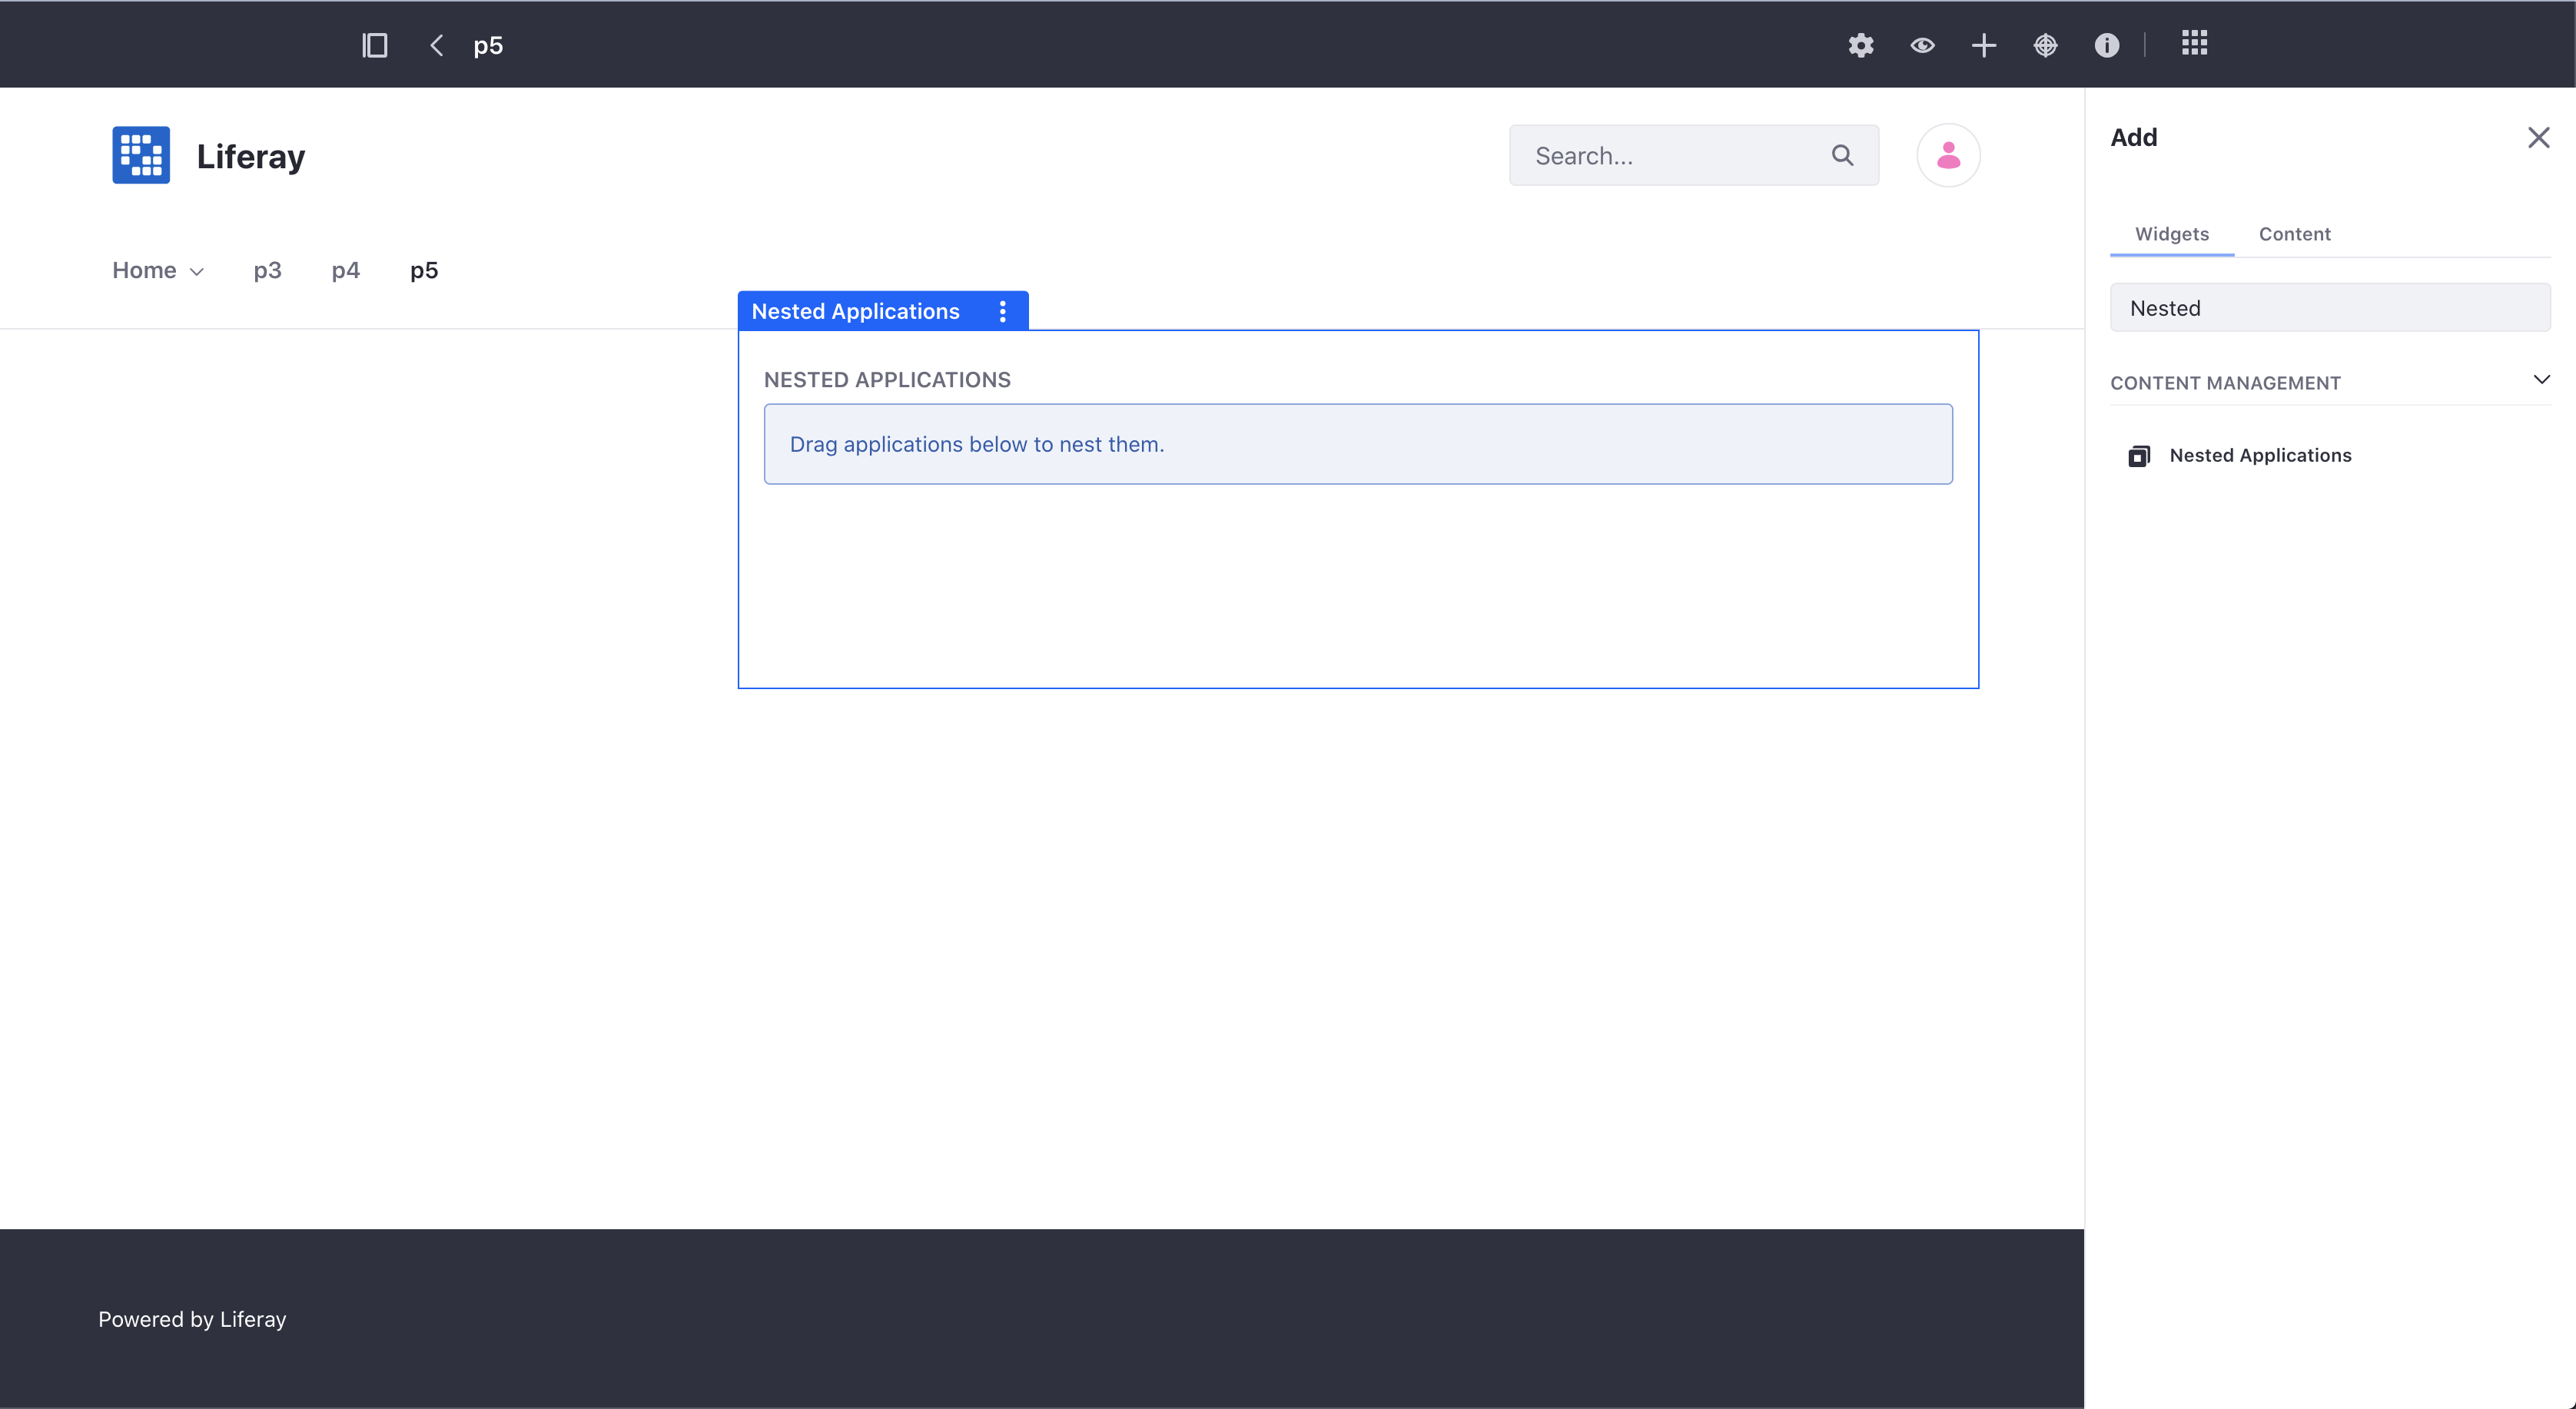 p5
Liferay
Search...
Home p3 p4 p5
Nested Applications
NESTED APPLICATIONS
Drag applications below to nest them.
Powered by Liferay
Add
Widgets Content
Nested
CONTENT MANAGEMENT
Nested Applications